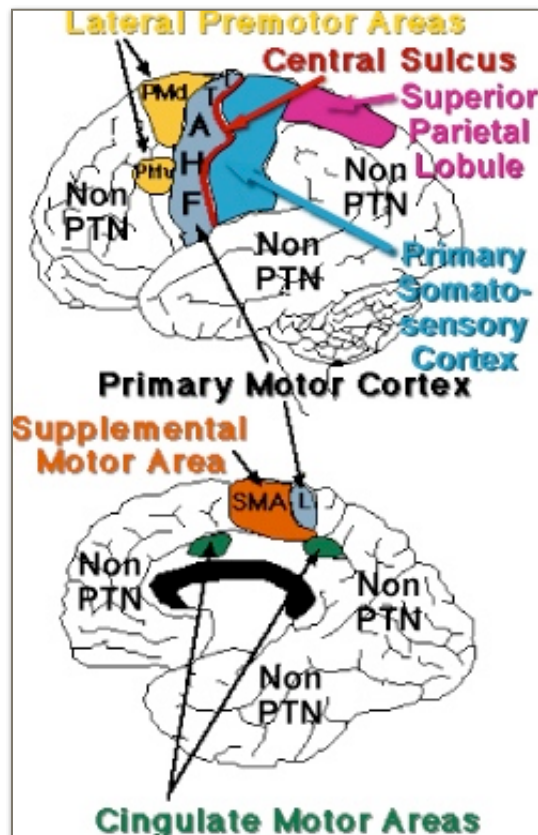 Lateral Premotor Areas
Central Sulcus
PMd
T
A
H
F
Superior
Parietal
Lobule
PMv
Non
PTN
Non
PTN
Non
PTN
Primary
Somato-
sensory
Cortex
Primary Motor Cortex
Supplemental
Motor Area
SMA
L
Non
PTN
Non
PTN
Non
PTN
Cingulate Motor Areas